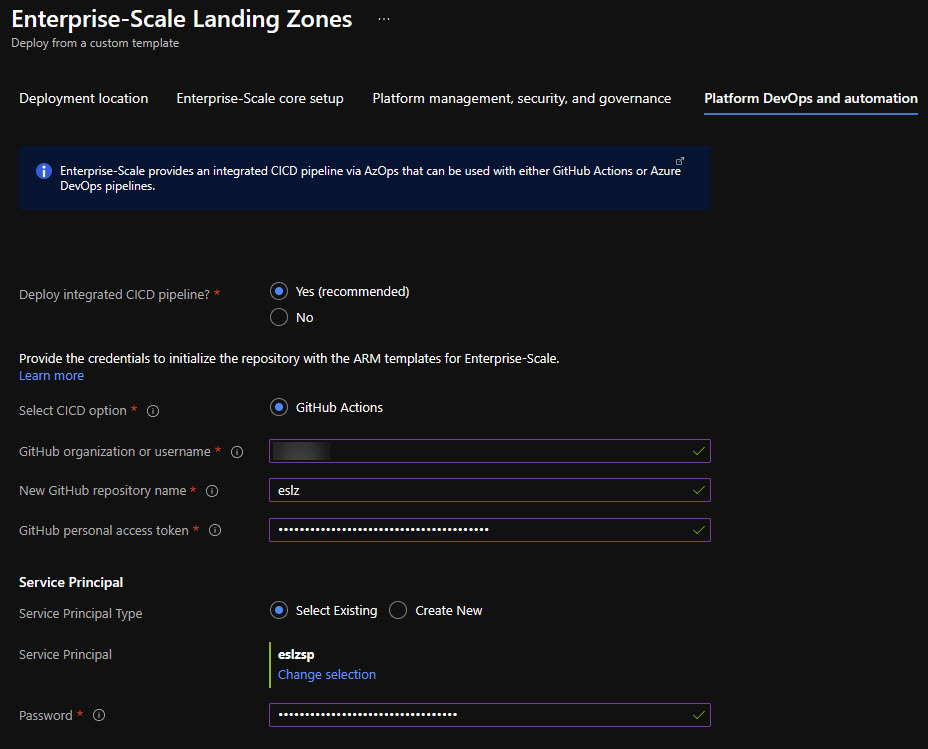 Enterprise-Scale Landing Zones ...
Deploy from a custom template
Deployment location Enterprise-Scale core setup Platform management, security, and governance Platform DevOps and automation
Enterprise-Scale provides an integrated CICD pipeline via AzOps that can be used with either GitHub Actions or Azure
DevOps pipelines.
Deploy integrated CICD pipeline? * Yes (recommended)
No
Provide the credentials to initialize the repository with the ARM templates for Enterprise-Scale.
Learn more
Select CICD option * GitHub Actions
GitHub organization or username *
New GitHub repository name * eslz
GitHub personal access token * ••••••••••••••••••••••••••••••••••••••••
Service Principal
Service Principal Type Select Existing Create New
Service Principal eslzsp
Change selection
Password * ••••••••••••••••••••••••••••••••••